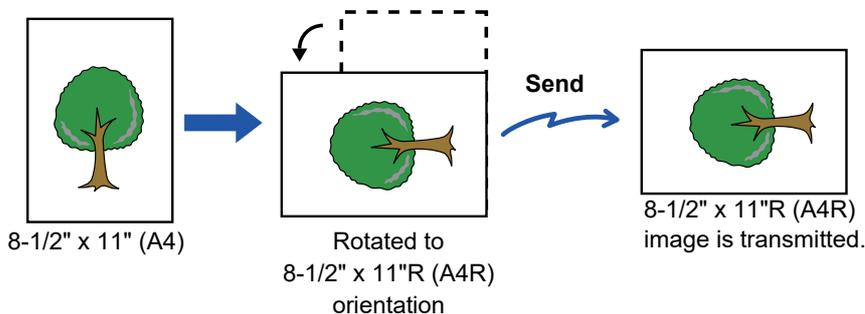 Send
8-1/2" x 11" (A4)
Rotated to
8-1/2" x 11"R (A4R)
orientation
8-1/2" x 11"R (A4R)
image is transmitted.